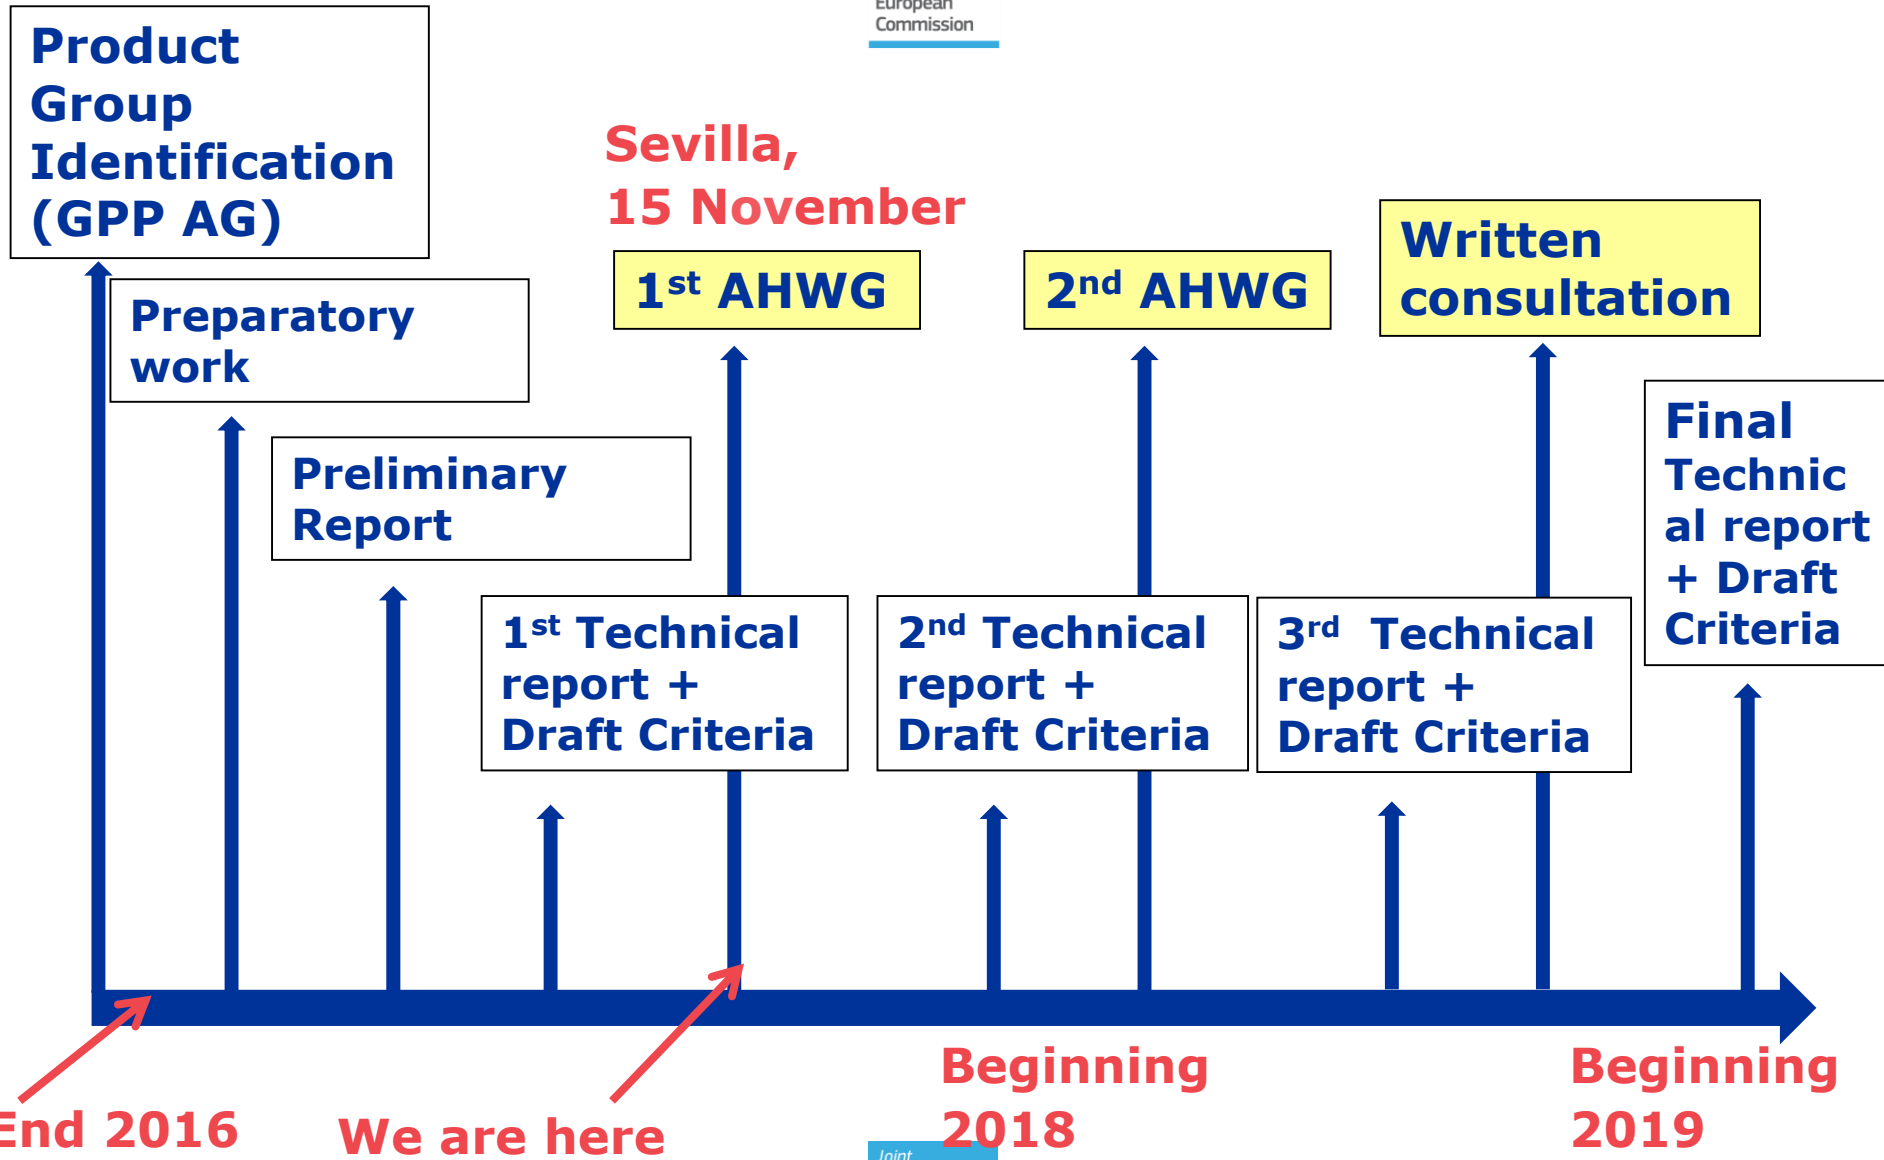 European
Commission
Product
Group
Identification
(GPP AG)
Sevilla,
15 November
Preparatory
work
1st AHWG
2nd AHWG
Written
consultation
Preliminary
Report
Final
Technic
al report
+ Draft
Criteria
1st Technical
report +
Draft Criteria
2nd Technical
report +
Draft Criteria
3rd Technical
report +
Draft Criteria
End 2016
We are here
Beginning
2018
Beginning
2019
Joint